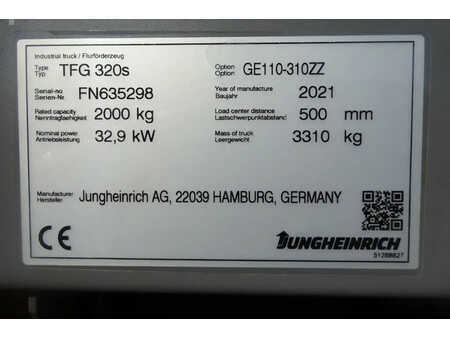 Industrial truck / Flurförderzeug
Type TFG 320s Option GE110-310ZZ
Typ Option
Serial-no FN635298 Year of manufacture 2021
Serien-Nr. Baujahr
Rated capacity 2000 kg Load center distance 500 mm
Nenntragfaehigkeit Lastschwerpunktabstand
Nominal power 32,9 kW Mass of truck 3310 kg
Antriebsleistung Leergewicht
Manufacturer Jungheinrich AG, 22039 HAMBURG, GERMANY
Hersteller
CE JUNGHEINRICH
51288827